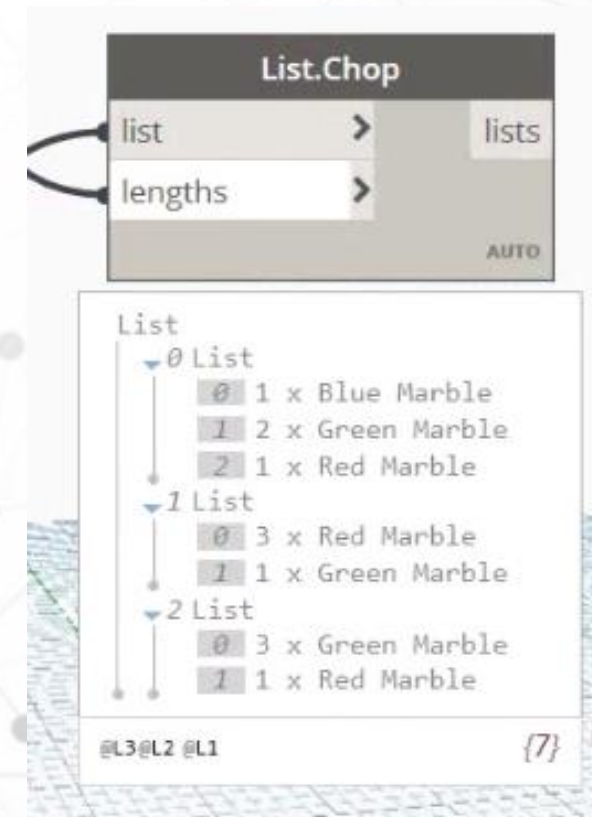 List.Chop
list > lists
lengths >
AUTO
List
0 List
0 1 x Blue Marble
1 2 x Green Marble
2 1 x Red Marble
1 List
0 3 x Red Marble
1 1 x Green Marble
2 List
0 3 x Green Marble
1 1 x Red Marble
@L3@L2 @L1 {7}